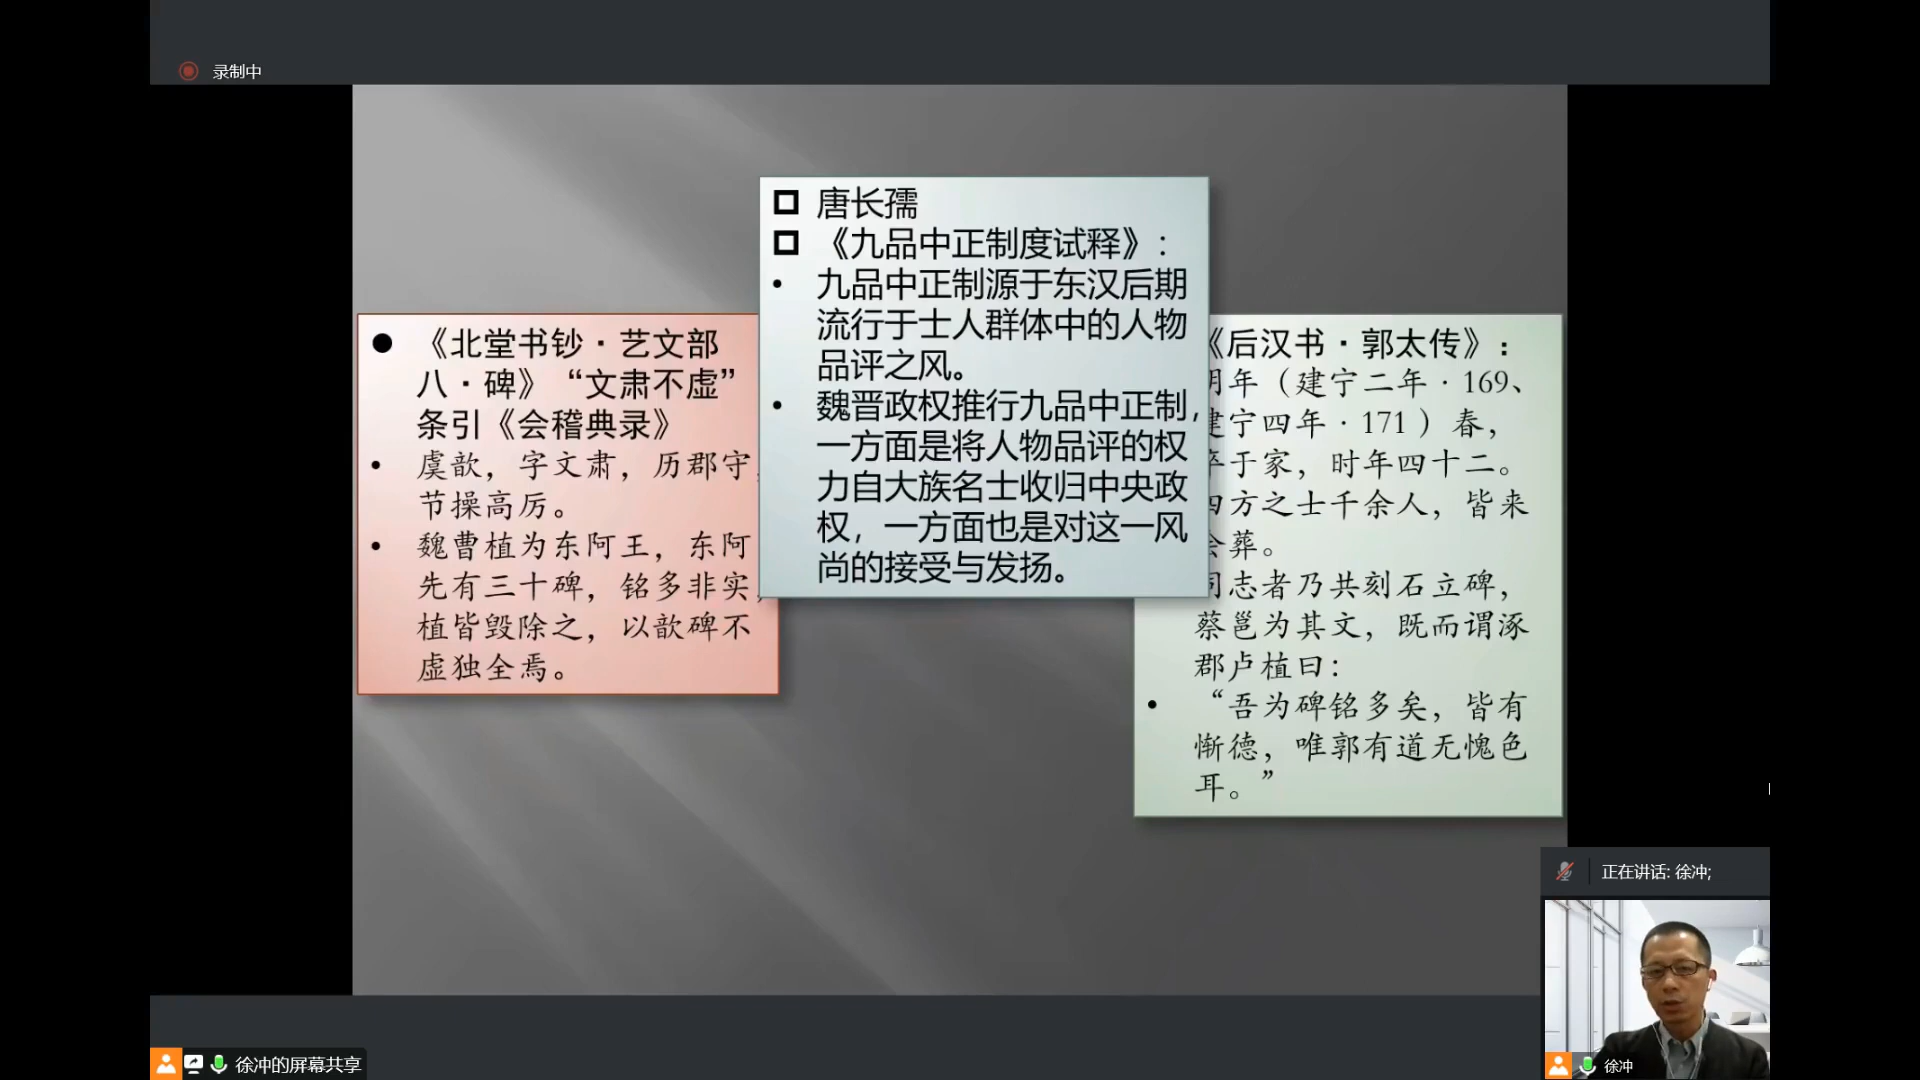 录制中
唐长孺
《九品中正制度试释》：
九品中正制源于东汉后期
流行于士人群体中的人物
品评之风。
魏晋政权推行九品中正制，
一方面是将人物品评的权
力自大族名士收归中央政
权，一方面也是对这一风
尚的接受与发扬。
《北堂书钞·艺文部
八·碑》“文肃不虚”
条引《会稽典录》
虞歆，字文肃，历郡守，
节操高厉。
魏曹植为东阿王，东阿
先有三十碑，铭多非实，
植皆毁除之，以歆碑不
虚独全焉。
《后汉书·郭太传》：
明年（建宁二年·169、
建宁四年·171）春，
卒于家，时年四十二。
四方之士千余人，皆来
会葬。
同志者乃共刻石立碑，
蔡邕为其文，既而谓涿
郡卢植曰：
“吾为碑铭多矣，皆有
惭德，唯郭有道无愧色
耳。”
正在讲话: 徐冲;
徐冲
徐冲的屏幕共享